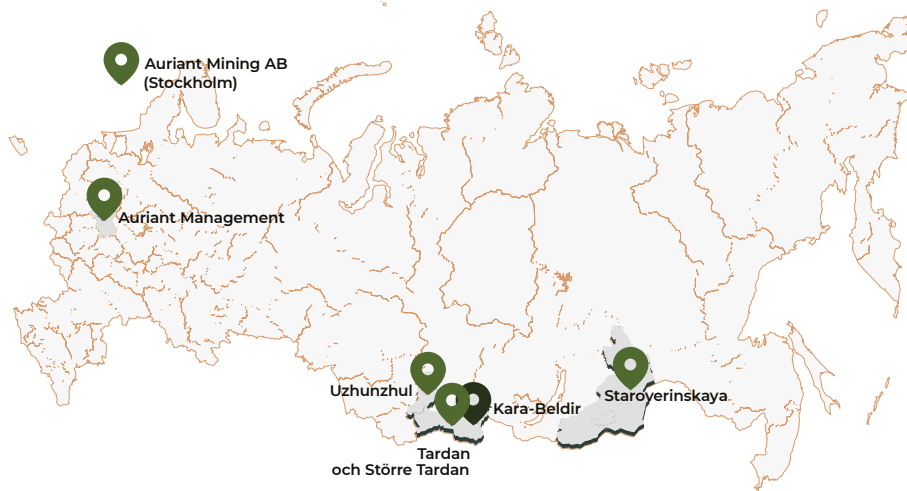 Auriant Mining AB
(Stockholm)
Auriant Management
Uzhunzhul
Staroverinskaya
Kara-Beldir
Tardan
och Större Tardan